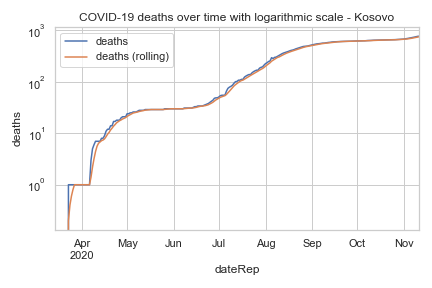 COVID-19 deaths over time with logarithmic scale - Kosovo
deaths
deaths (rolling)
10³
10²
10¹
10⁰
deaths
Apr May Jun Jul Aug Sep Oct Nov
2020
dateRep